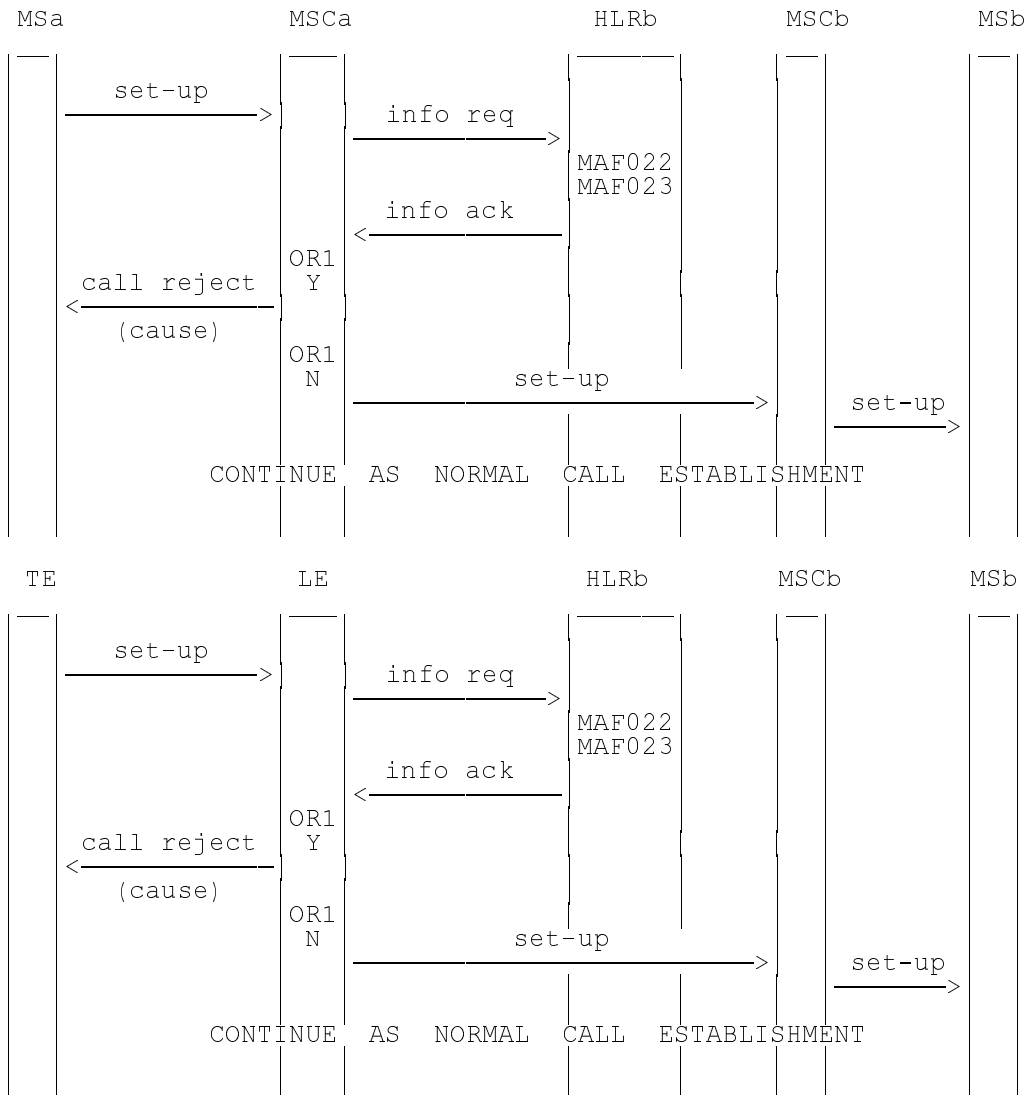 MSa MSCa HLRb MSCb MSb
set-up
info req
MAF022
MAF023
info ack
OR1
call reject Y
(cause)
OR1
N set-up
set-up
CONTINUE AS NORMAL CALL ESTABLISHMENT
TE LE HLRb MSCb MSb
set-up
info req
MAF022
MAF023
info ack
OR1
call reject Y
(cause)
OR1
N set-up
set-up
CONTINUE AS NORMAL CALL ESTABLISHMENT